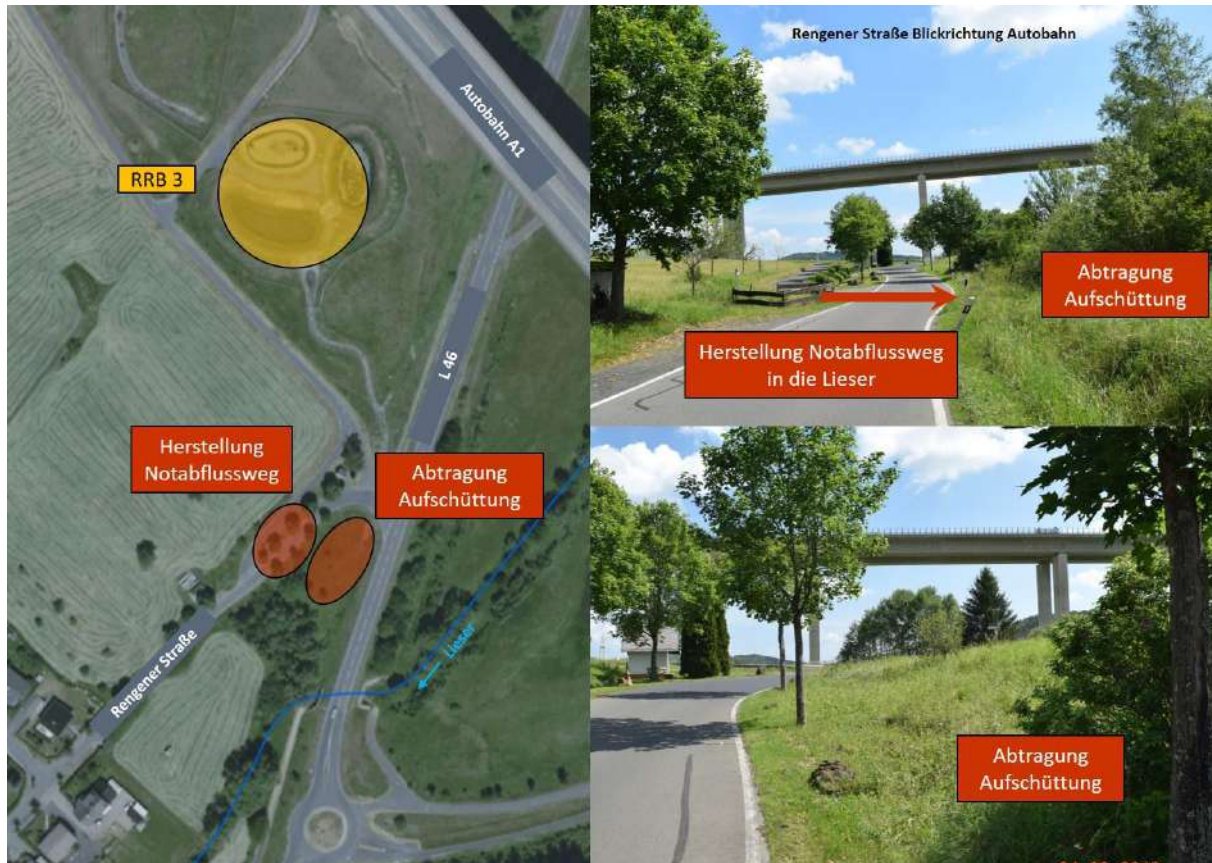 Autobahn A1
RRB 3
L 46
Herstellung
Notabflussweg
Abtragung
Aufschüttung
Lieser
Rengener Straße
Rengener Straße Blickrichtung Autobahn
Abtragung
Aufschüttung
Herstellung Notabflussweg
in die Lieser
Abtragung
Aufschüttung